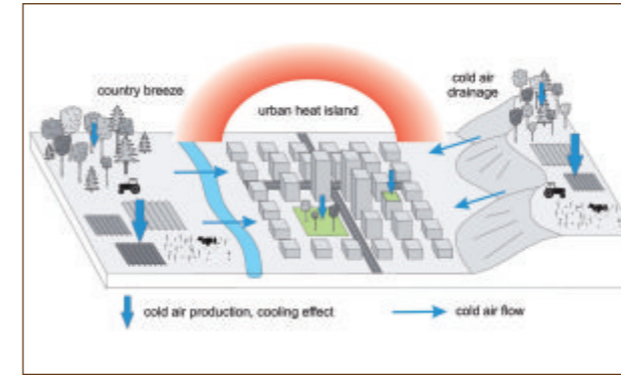 country breeze
urban heat island
cold air
drainage
cold air production, cooling effect
cold air flow